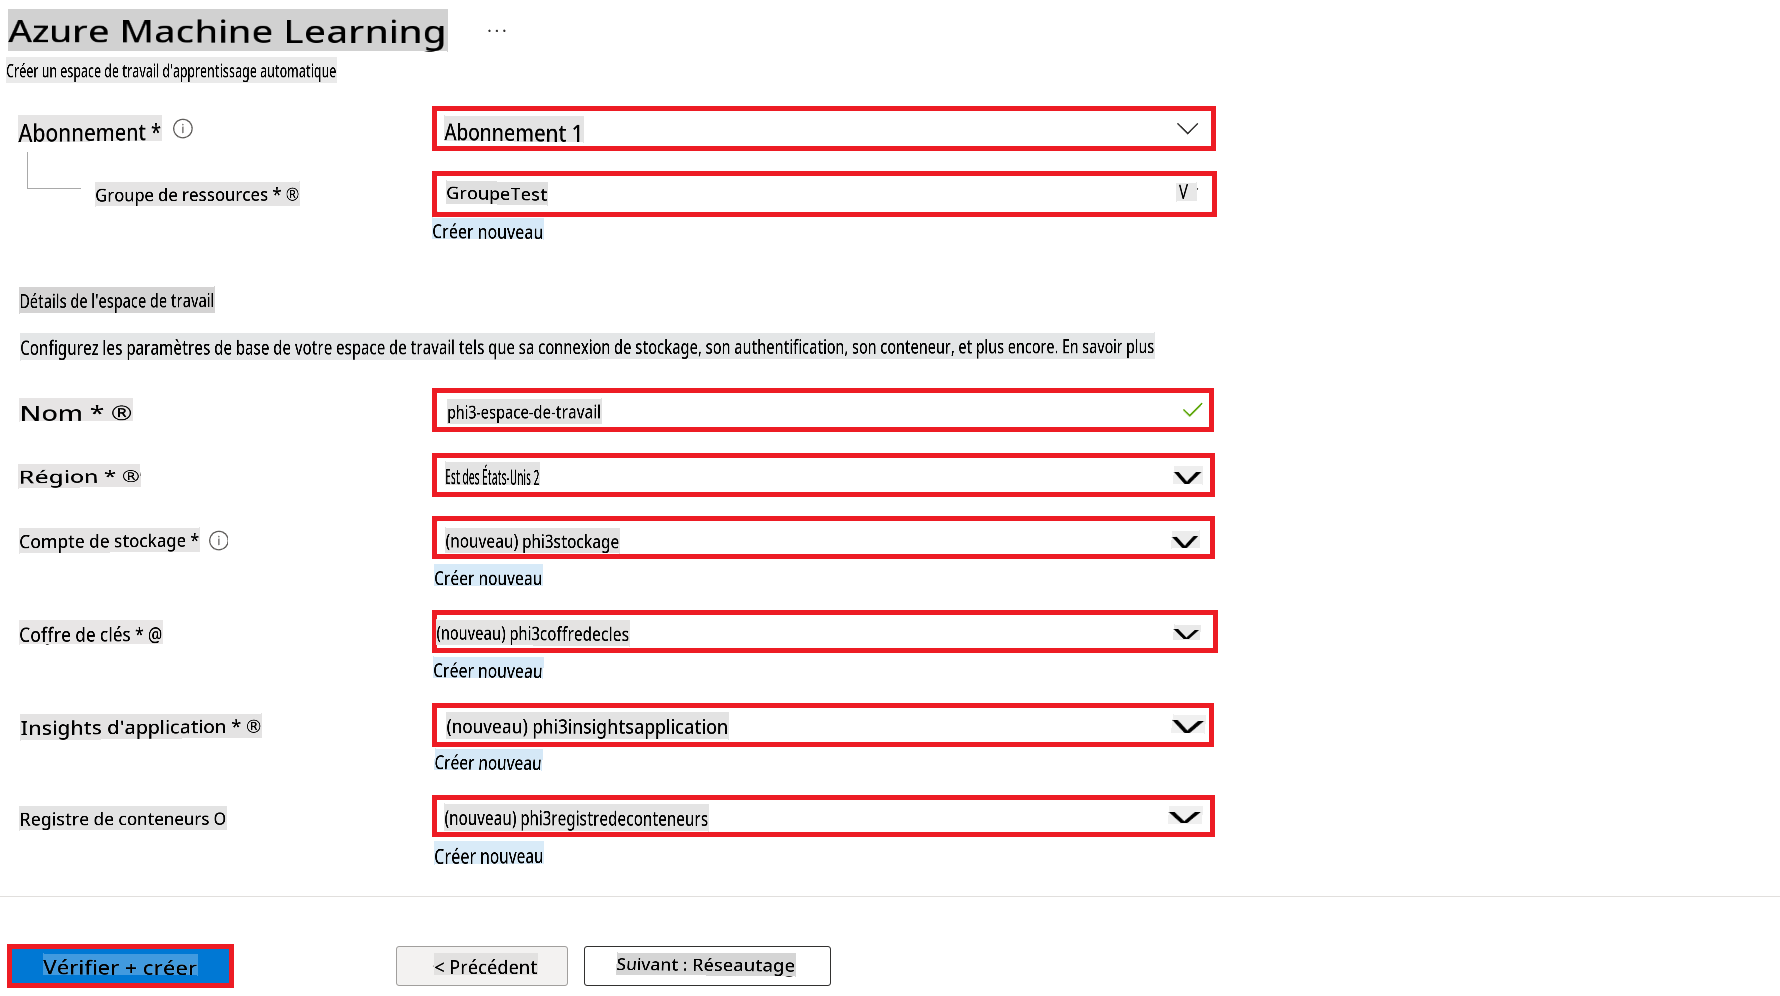 Azure Machine Learning ...
Créer un espace de travail d'apprentissage automatique
Abonnement * Abonnement 1
Groupe de ressources * ® GroupeTest V
Créer nouveau
Détails de l'espace de travail
Configurez les paramètres de base de votre espace de travail tels que sa connexion de stockage, son authentification, son conteneur, et plus encore. En savoir plus
Nom * ® phi3-espace-de-travail
Région * ® Est des États-Unis 2
Compte de stockage * (nouveau) phi3stockage
Créer nouveau
Coffre de clés * @ (nouveau) phi3coffredecles
Créer nouveau
Insights d'application * ® (nouveau) phi3insightsapplication
Créer nouveau
Registre de conteneurs O (nouveau) phi3registredeconteneurs
Créer nouveau
Vérifier + créer < Précédent Suivant : Réseautage